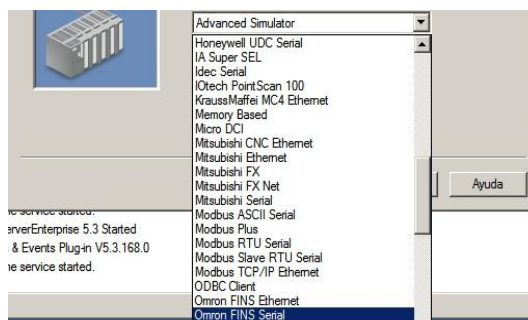 Advanced Simulator
Honeywell UDC Serial
IA Super SEL
Idec Serial
IOtech PointScan 100
KraussMaffei MC4 Ethernet
Memory Based
Micro DCI
Mitsubishi CNC Ethernet
Mitsubishi Ethernet
Mitsubishi FX
Mitsubishi FX Net
Mitsubishi Serial
Modbus ASCII Serial
Modbus Plus
Modbus RTU Serial
Modbus Slave RTU Serial
Modbus TCP/IP Ethernet
ODBC Client
Omron FINS Ethernet
Omron FINS Serial
Ayuda
service started.
erverEnterprise 5.3 Started
& Events Plug-in V5.3.168.0
ne service started.